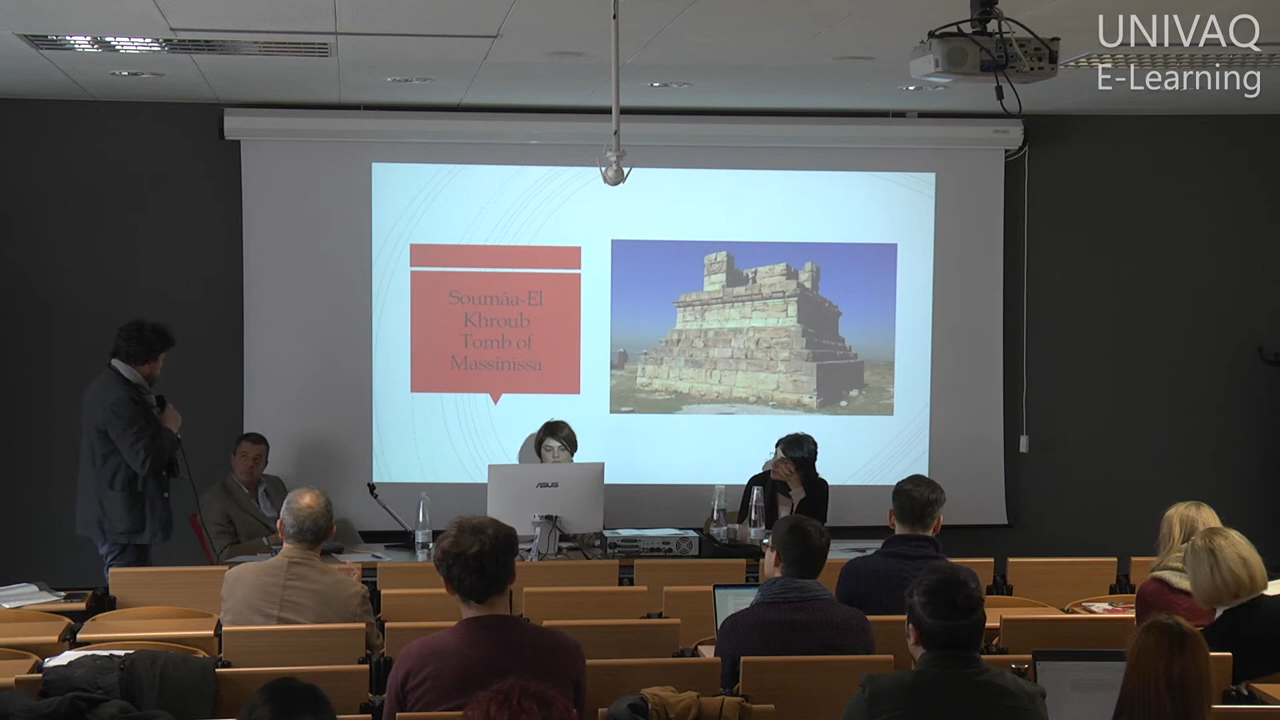 UNIVAQ
E-Learning
Soumâa-El
Khroub
Tomb of
Massinissa
ASUS